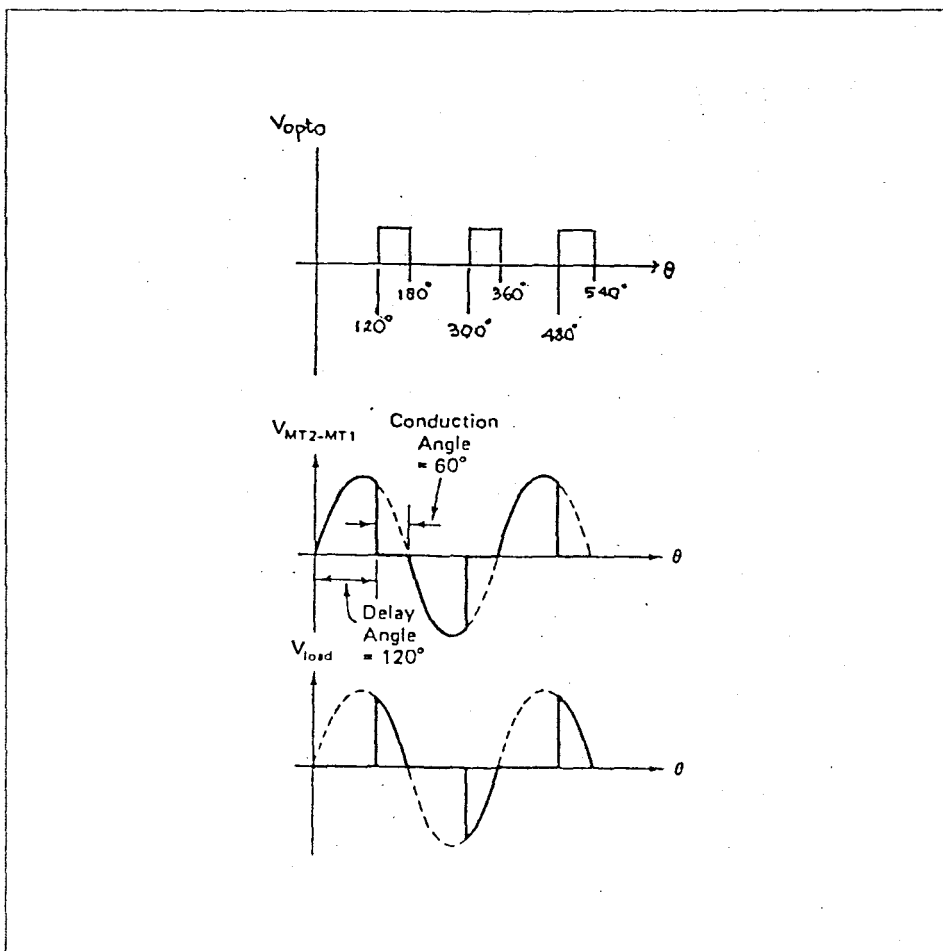 Vopto
θ
180°
360°
540°
120°
300°
480°
Conduction
Angle
= 60°
VMT2-MT1
θ
Delay
Angle
= 120°
Vload
θ